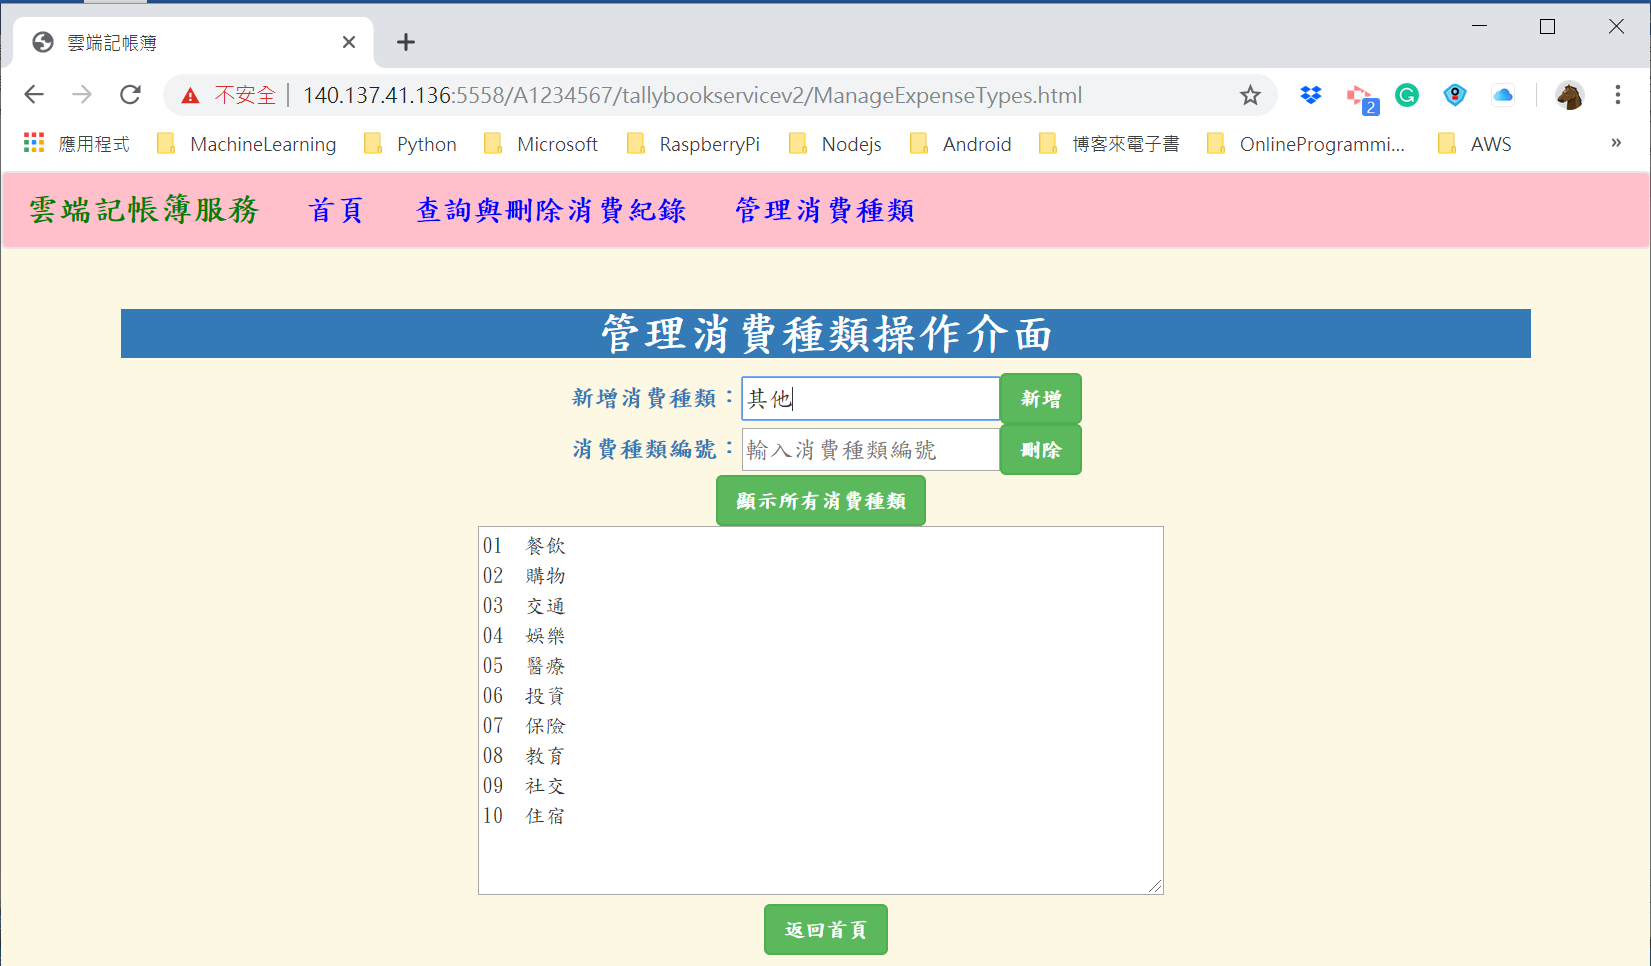 雲端記帳簿
不安全 140.137.41.136:5558/A1234567/tallybookservicev2/ManageExpenseTypes.html
2
應用程式 MachineLearning Python Microsoft RaspberryPi Nodejs Android 博客來電子書 OnlineProgrammi... AWS »
雲端記帳簿服務 首頁 查詢與刪除消費紀錄 管理消費種類
管理消費種類操作介面
新增消費種類：其他 新增
消費種類編號：輸入消費種類編號 刪除
顯示所有消費種類
01 餐飲
02 購物
03 交通
04 娛樂
05 醫療
06 投資
07 保險
08 教育
09 社交
10 住宿
返回首頁